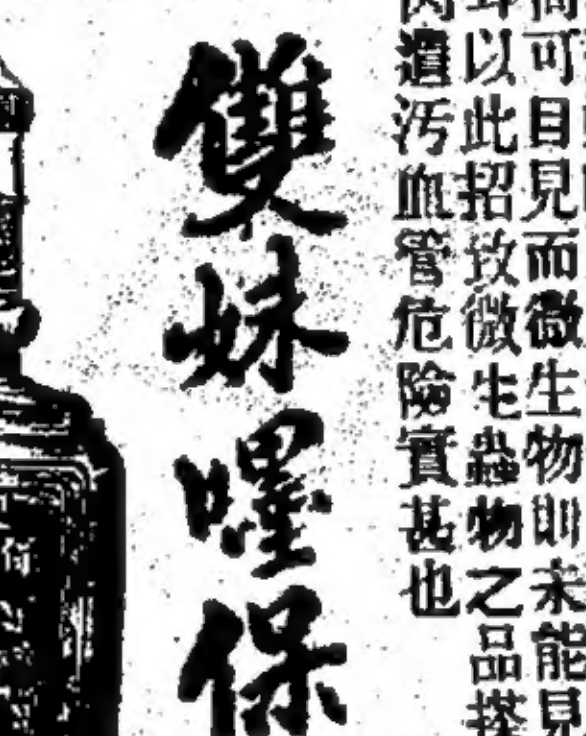 尚可目見而微生物則未能見
以此招致微生蟲物之品搽
遺污血管危險實甚也
雙妹嚜保